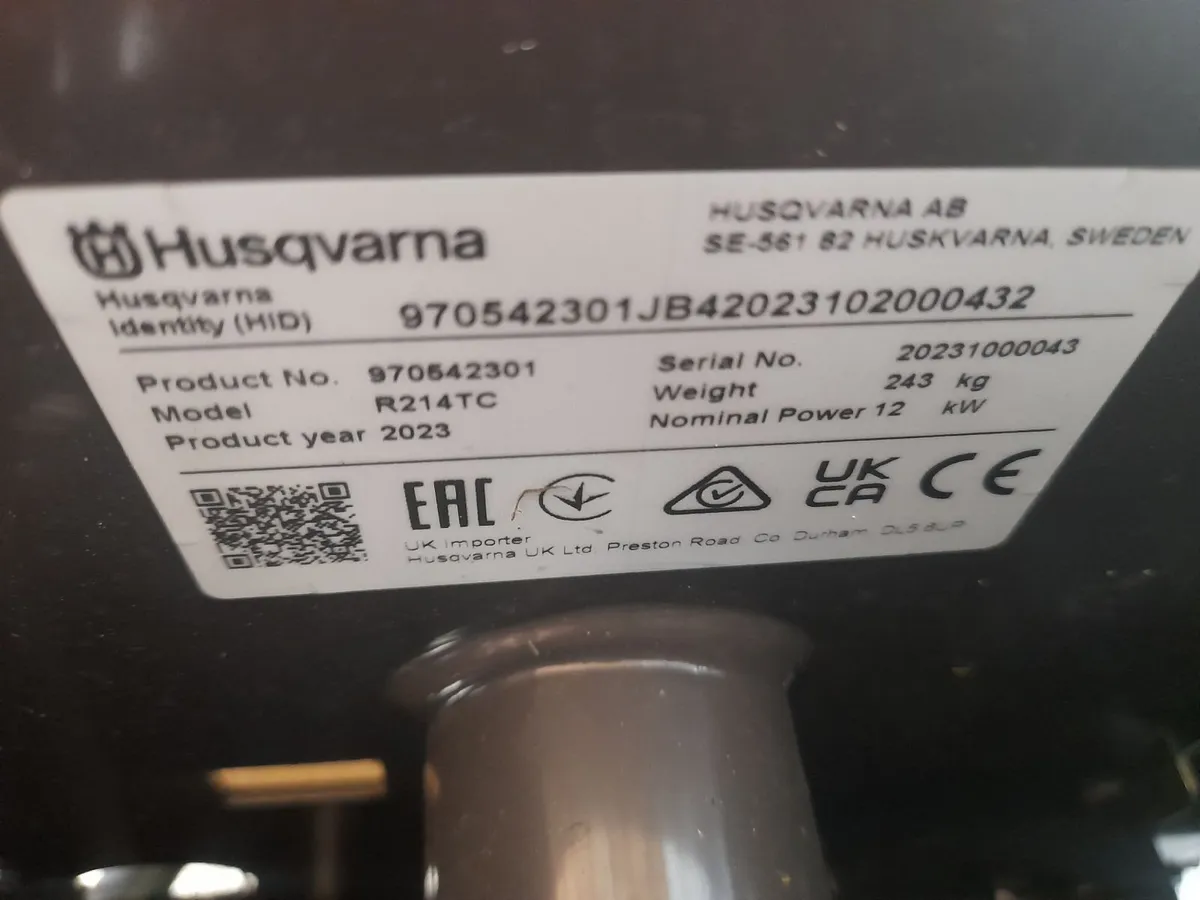 Husqvarna
HUSQVARNA AB
SE-561 82 HUSKVARNA, SWEDEN
Husqvarna
Identity (HID) 970542301JB42023102000432
Product No. 970542301
Model R214TC
Product year 2023
Serial No. 20231000043
Weight 243 kg
Nominal Power 12 kW
EAC
UK
CA
CE
UK Importer
Husqvarna UK Ltd. Preston Road Co Durham DL5 6UP